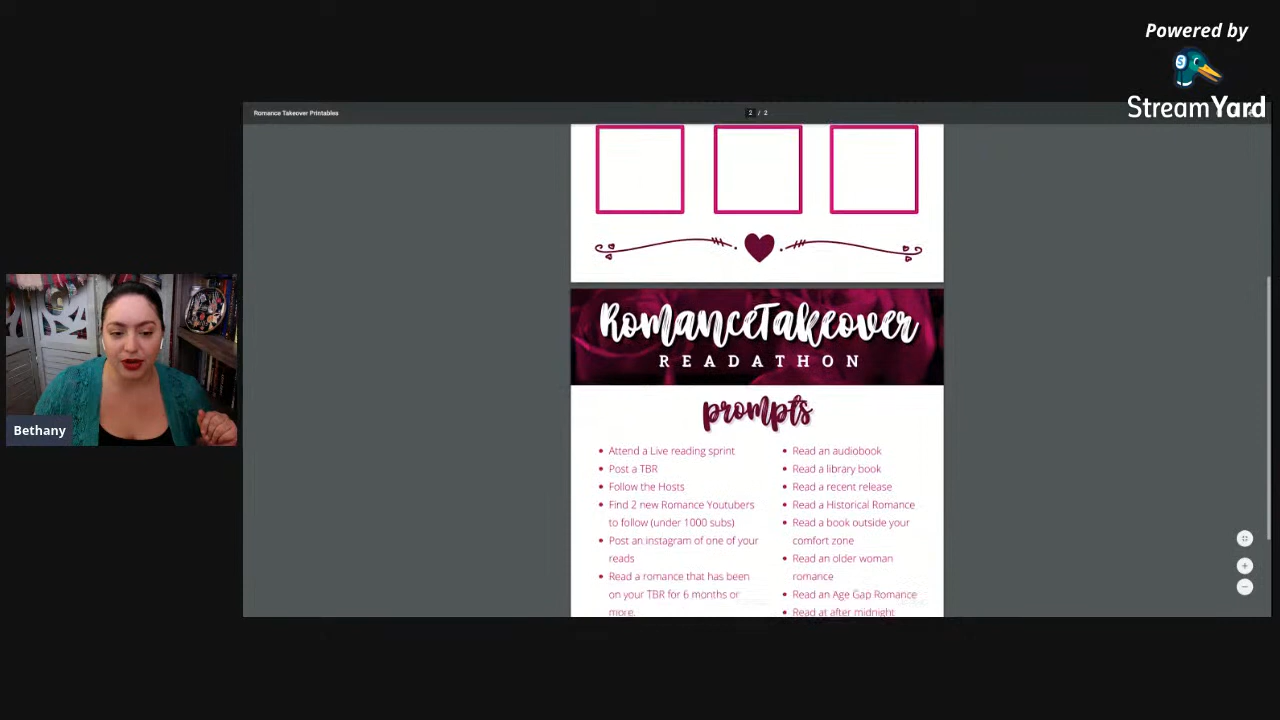 Powered by
StreamYard
Romance Takeover Printables
2 / 2
RomanceTakeover
READATHON
prompts
• Attend a Live reading sprint
• Post a TBR
• Follow the Hosts
• Find 2 new Romance Youtubers
to follow (under 1000 subs)
• Post an instagram of one of your
reads
• Read a romance that has been
on your TBR for 6 months or
more.
• Read an audiobook
• Read a library book
• Read a recent release
• Read a Historical Romance
• Read a book outside your
comfort zone
• Read an older woman
romance
• Read an Age Gap Romance
• Read at after midnight
Bethany